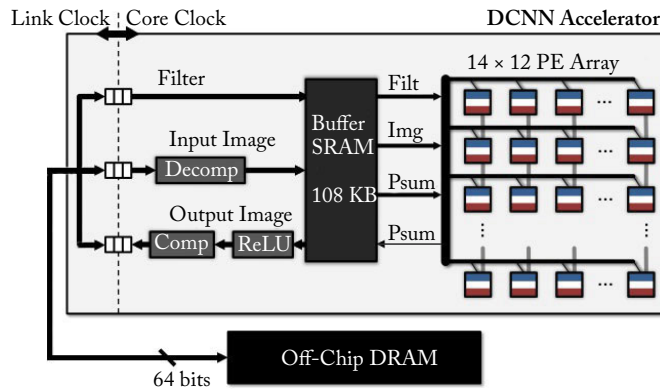 Link Clock Core Clock DCNN Accelerator
14 × 12 PE Array
Filter Filt
Buffer
SRAM
108 KB
Input Image Img
Decomp
Psum
Output Image
Comp ReLU Psum
...
...
...
...
...
...
Off-Chip DRAM
64 bits